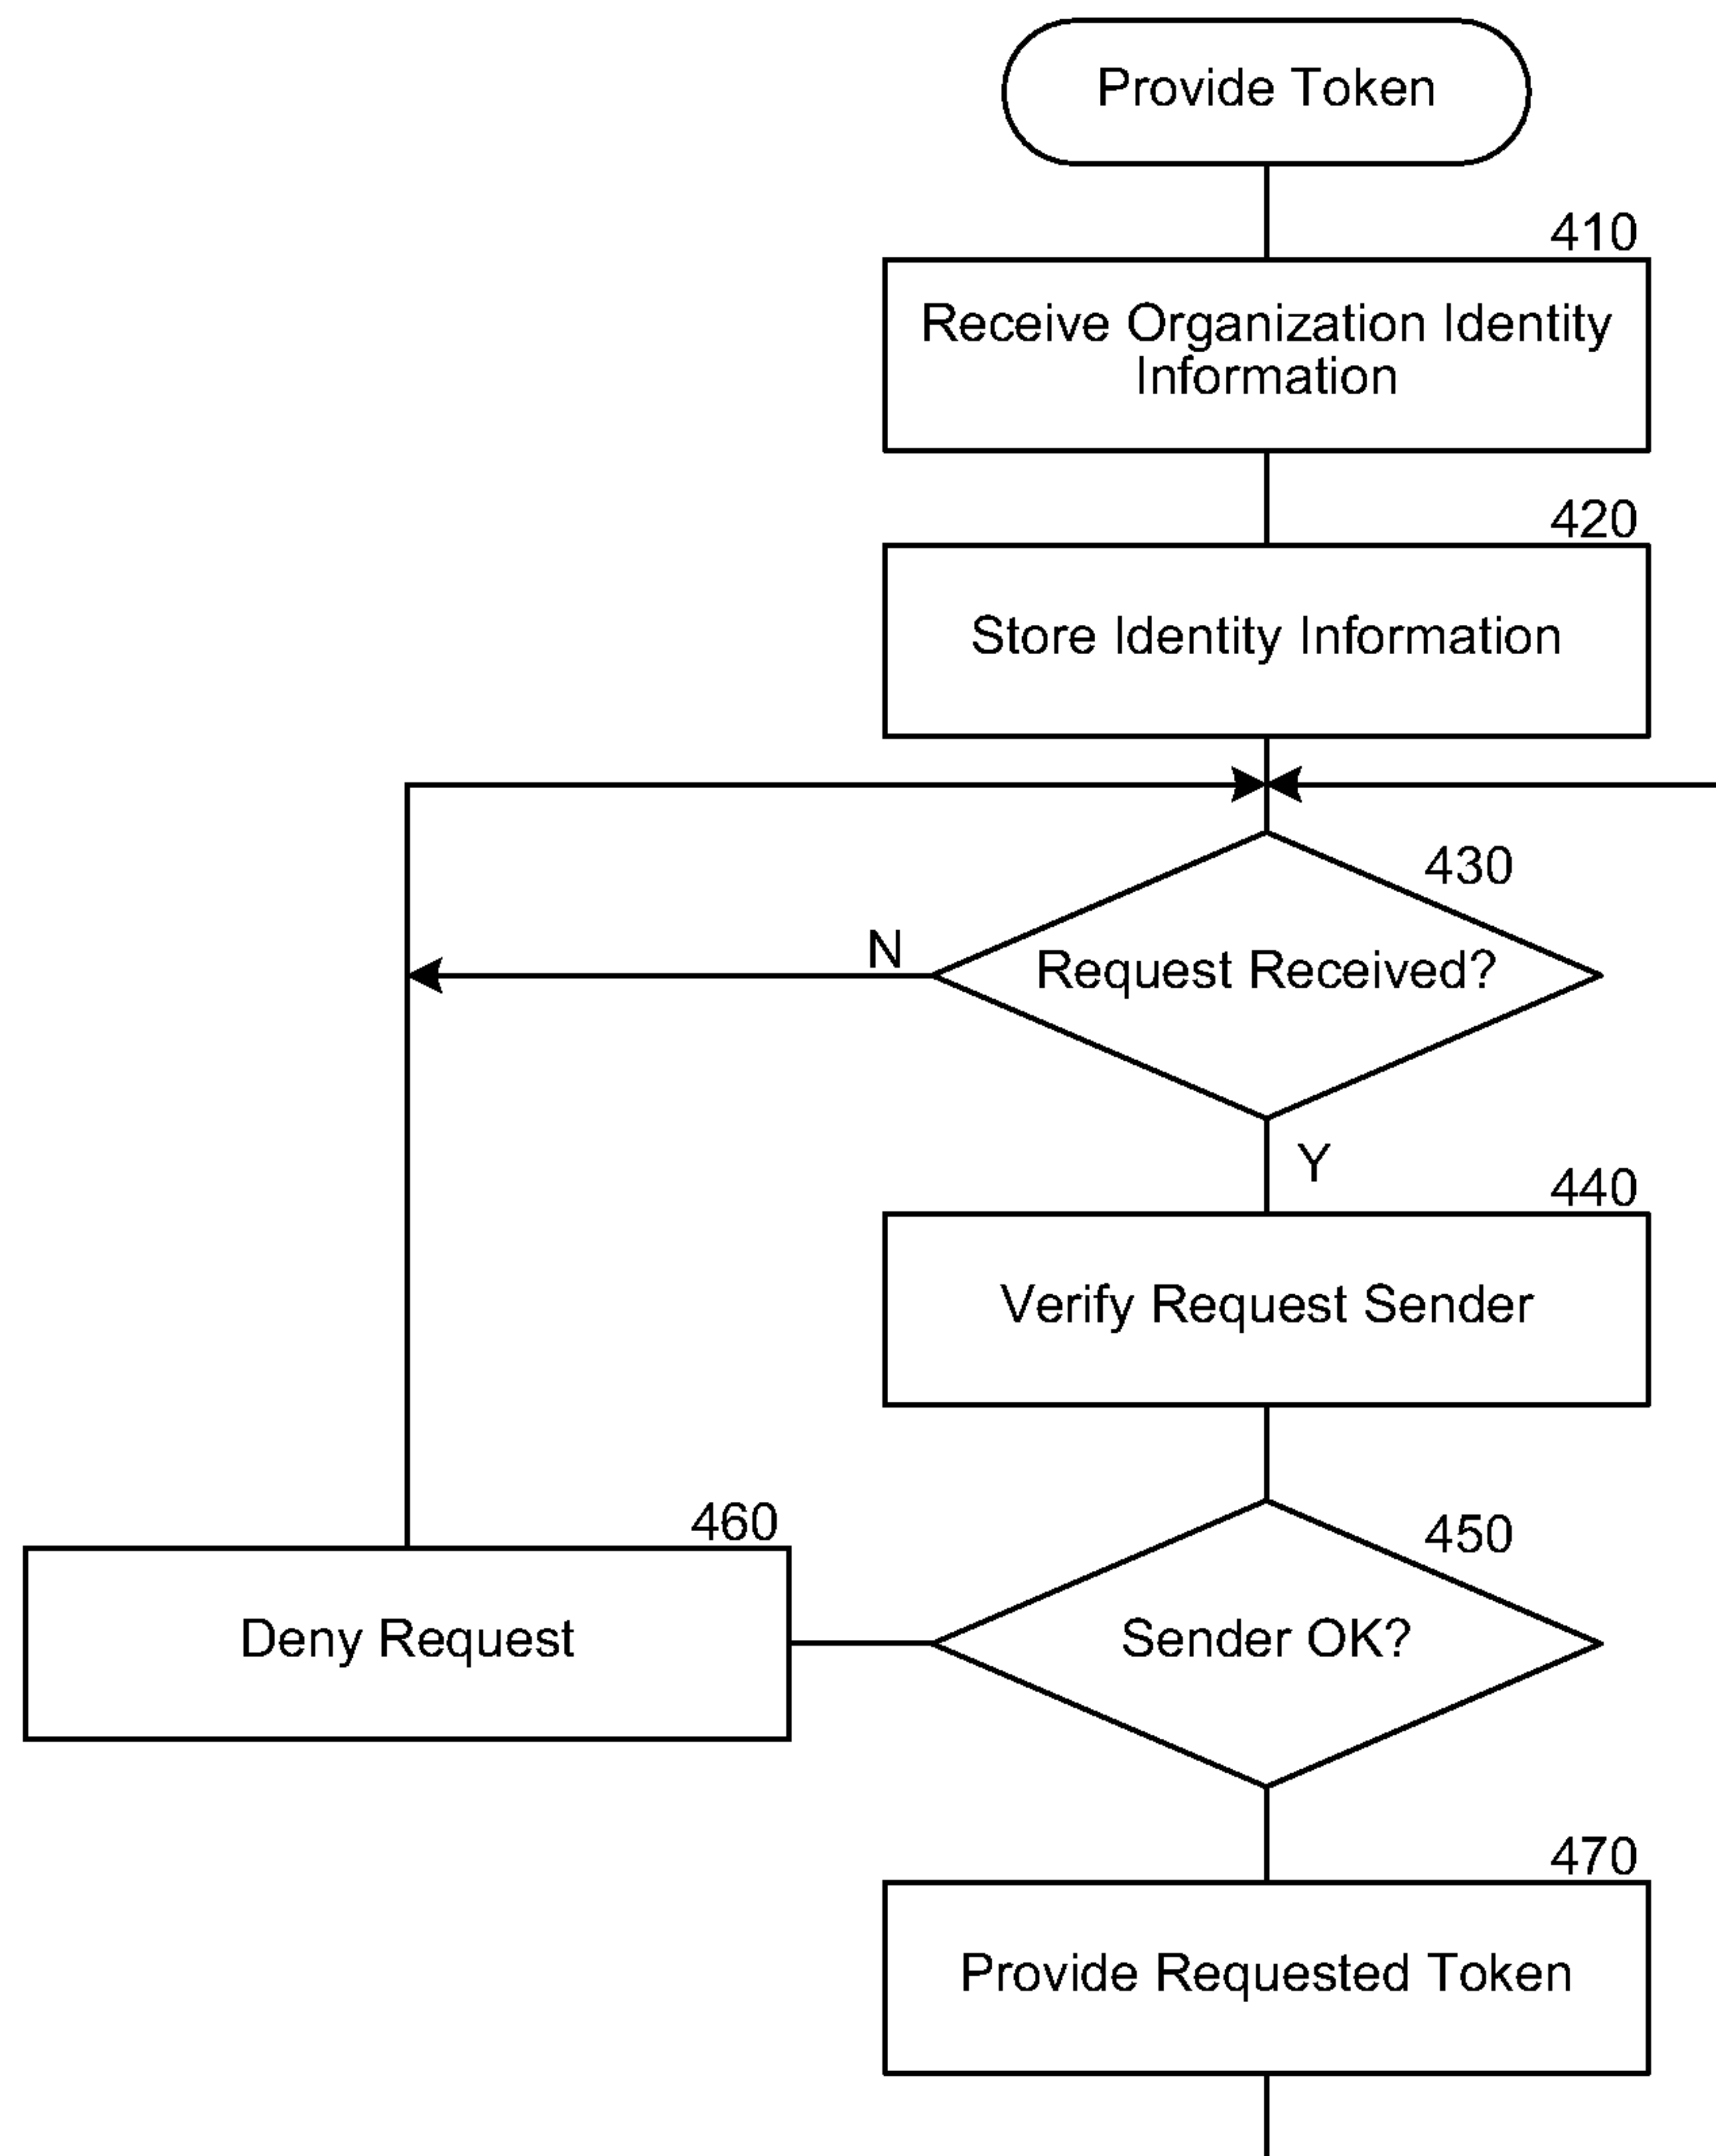 Provide Token
410
Receive Organization Identity
Information
420
Store Identity Information
430
N
Request Received?
Y
440
Verify Request Sender
460
450
Deny Request
Sender OK?
470
Provide Requested Token